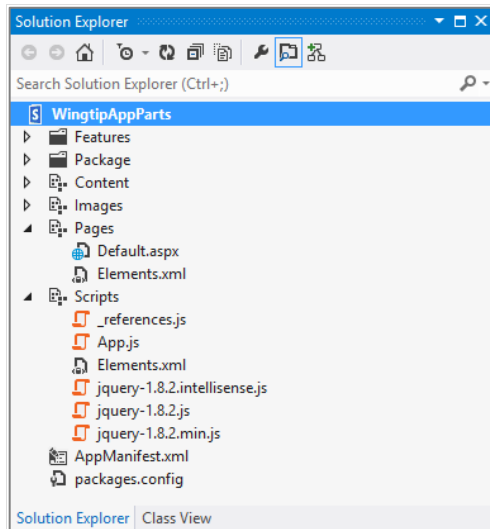 Solution Explorer
Search Solution Explorer (Ctrl+;)
WingtipAppParts
Features
Package
Content
Images
Pages
Default.aspx
Elements.xml
Scripts
_references.js
App.js
Elements.xml
jquery-1.8.2.intellisense.js
jquery-1.8.2.js
jquery-1.8.2.min.js
AppManifest.xml
packages.config
Solution Explorer Class View